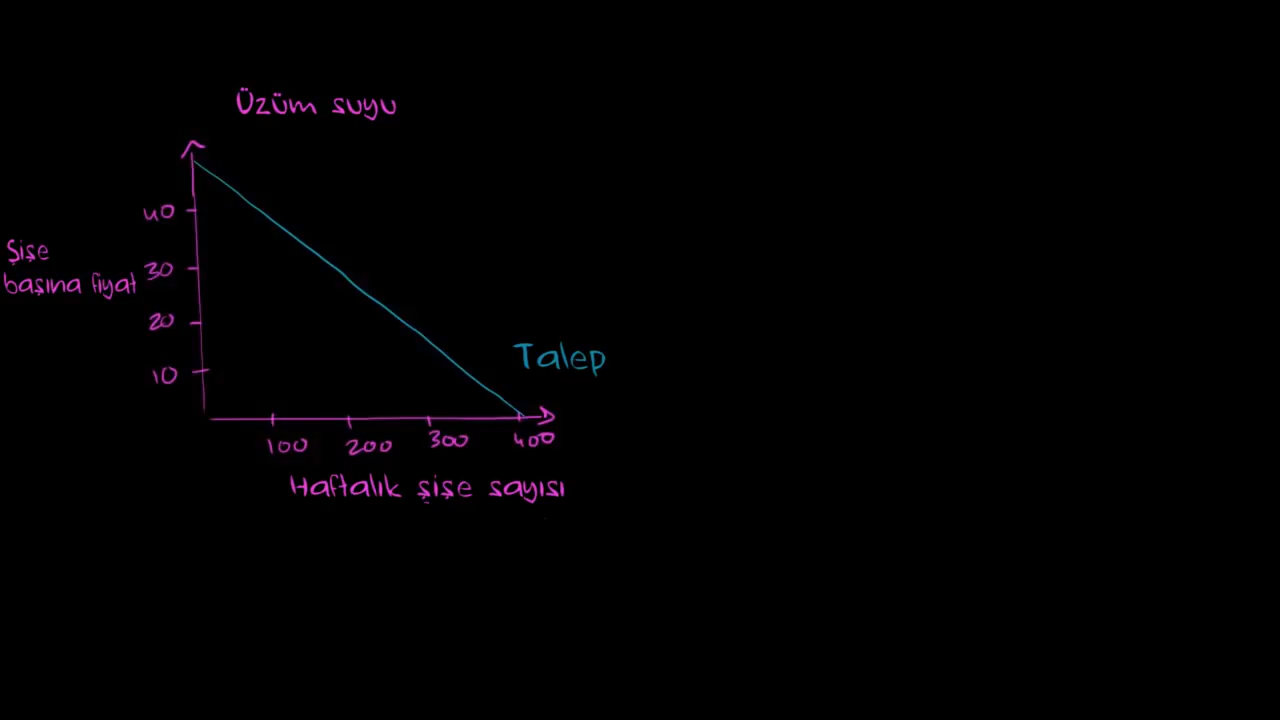 Üzüm suyu
40
Şişe
başına fiyat
30
20
10
Talep
100 200 300 400
Haftalık şişe sayısı